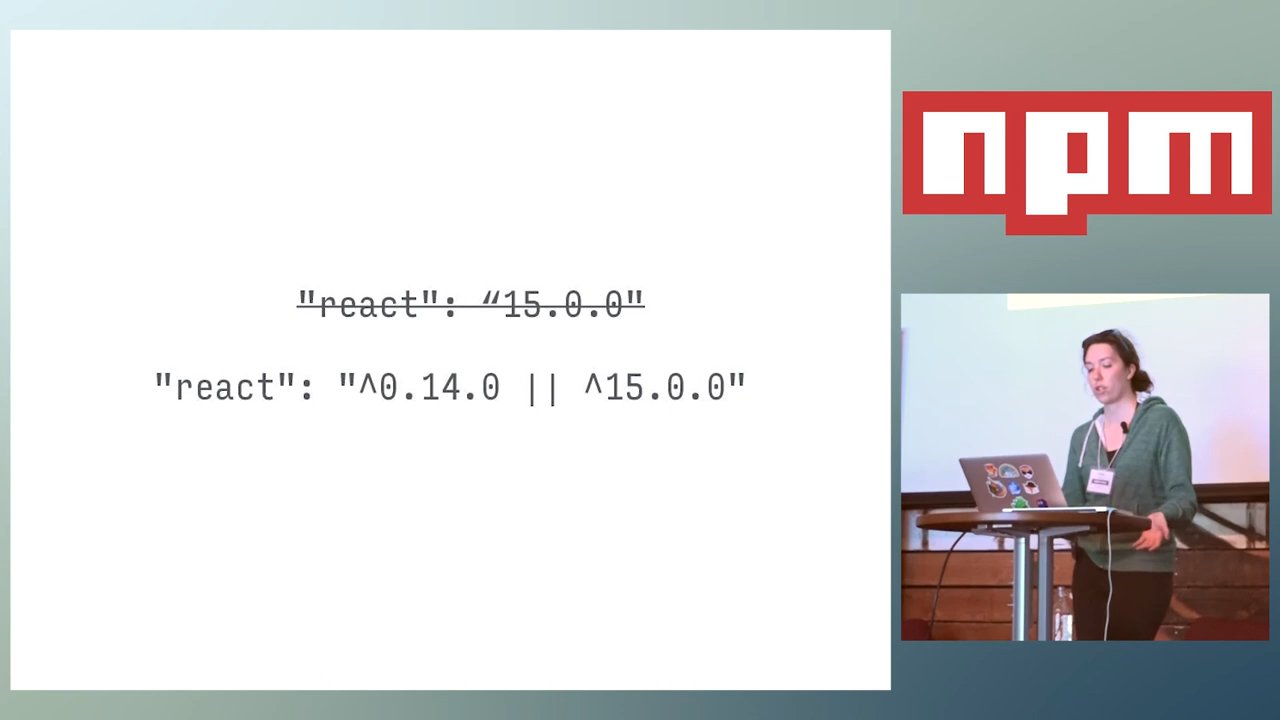 "react": “15.0.0"
"react": "^0.14.0 || ^15.0.0"
npm